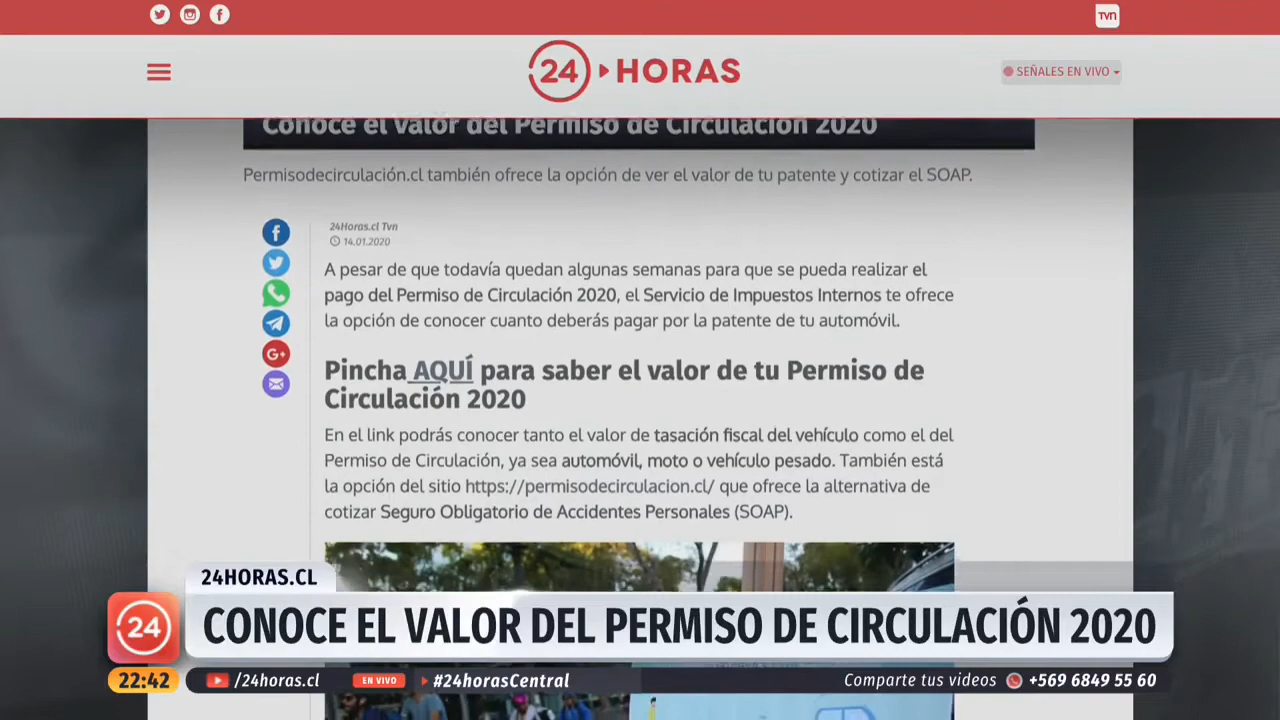 TVN
24 HORAS
SEÑALES EN VIVO
Conoce el valor del Permiso de Circulación 2020
Permisodecirculación.cl también ofrece la opción de ver el valor de tu patente y cotizar el SOAP.
24Horas.cl Tvn
14.01.2020
A pesar de que todavía quedan algunas semanas para que se pueda realizar el
pago del Permiso de Circulación 2020, el Servicio de Impuestos Internos te ofrece
la opción de conocer cuanto deberás pagar por la patente de tu automóvil.
Pincha AQUÍ para saber el valor de tu Permiso de
Circulación 2020
En el link podrás conocer tanto el valor de tasación fiscal del vehículo como el del
Permiso de Circulación, ya sea automóvil, moto o vehículo pesado. También está
la opción del sitio https://permisodecirculacion.cl/ que ofrece la alternativa de
cotizar Seguro Obligatorio de Accidentes Personales (SOAP).
24HORAS.CL
24
CONOCE EL VALOR DEL PERMISO DE CIRCULACIÓN 2020
22:42
/24horas.cl
EN VIVO
#24horasCentral
Comparte tus videos
+569 6849 55 60